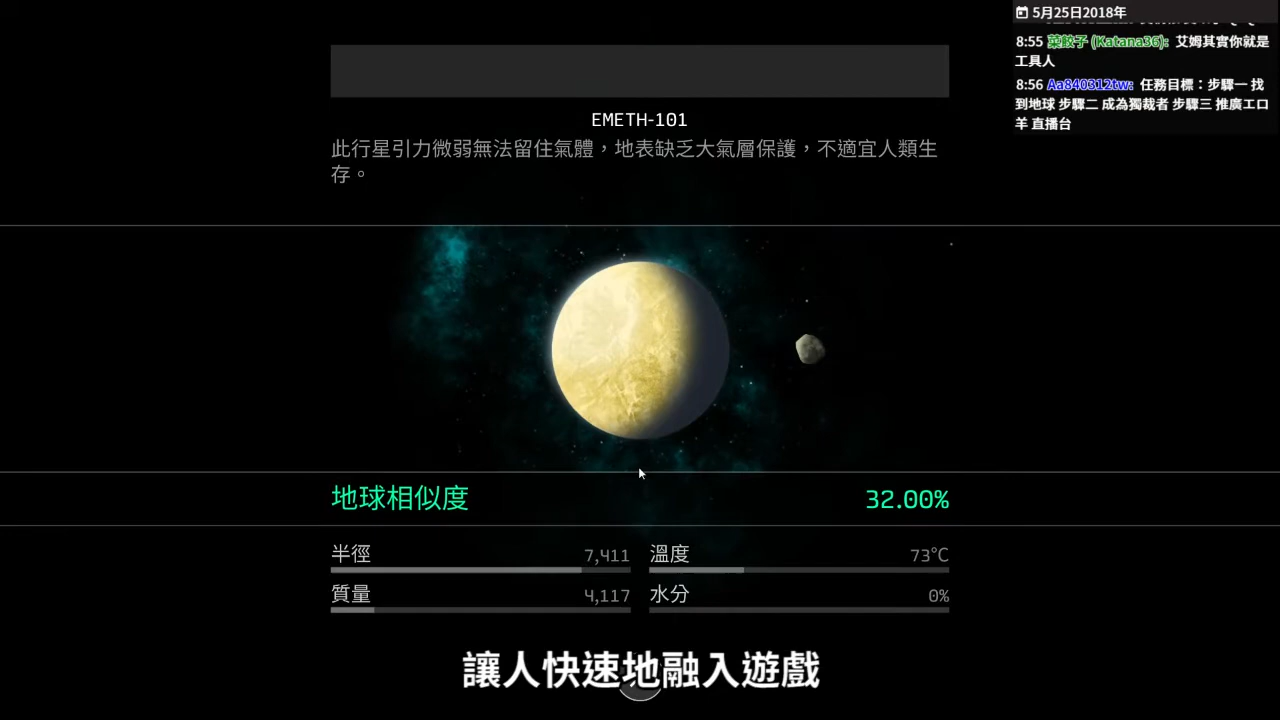 5月25日2018年
8:55 菜餃子 (Katana36): 艾姆其實你就是
工具人
8:56 Aa840312tw: 任務目標：步驟一 找
到地球 步驟二 成為獨裁者 步驟三 推廣エロ
羊 直播台
EMETH-101
此行星引力微弱無法留住氣體，地表缺乏大氣層保護，不適宜人類生
存。
地球相似度 32.00%
半徑 7,411 溫度 73°C
質量 4,117 水分 0%
讓人快速地融入遊戲